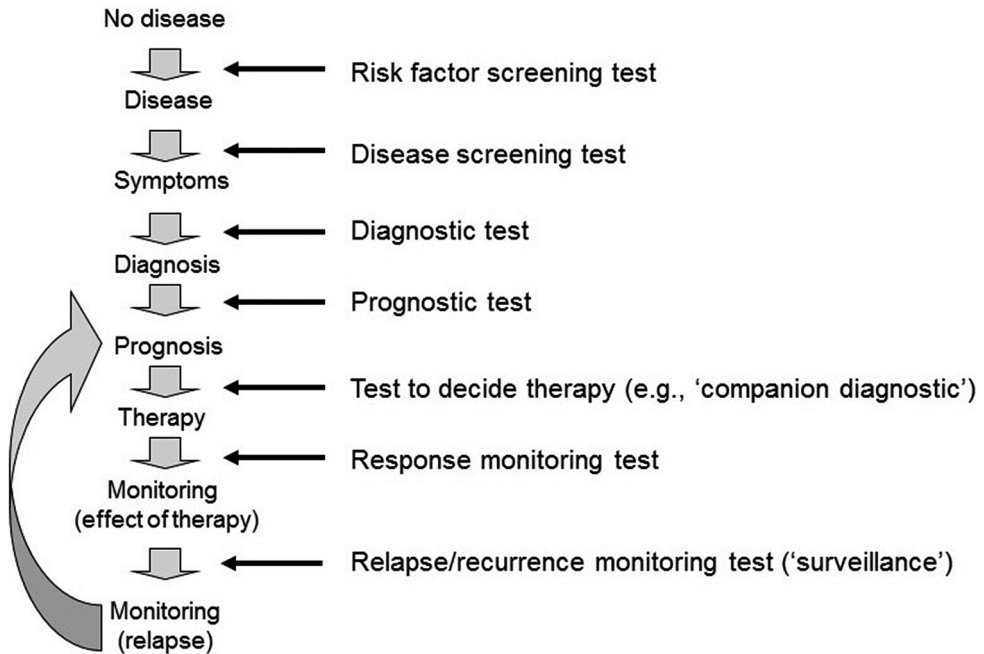 No disease
Risk factor screening test
Disease
Disease screening test
Symptoms
Diagnostic test
Diagnosis
Prognostic test
Prognosis
Test to decide therapy (e.g., ‘companion diagnostic’)
Therapy
Response monitoring test
Monitoring
(effect of therapy)
Relapse/recurrence monitoring test (‘surveillance’)
Monitoring
(relapse)